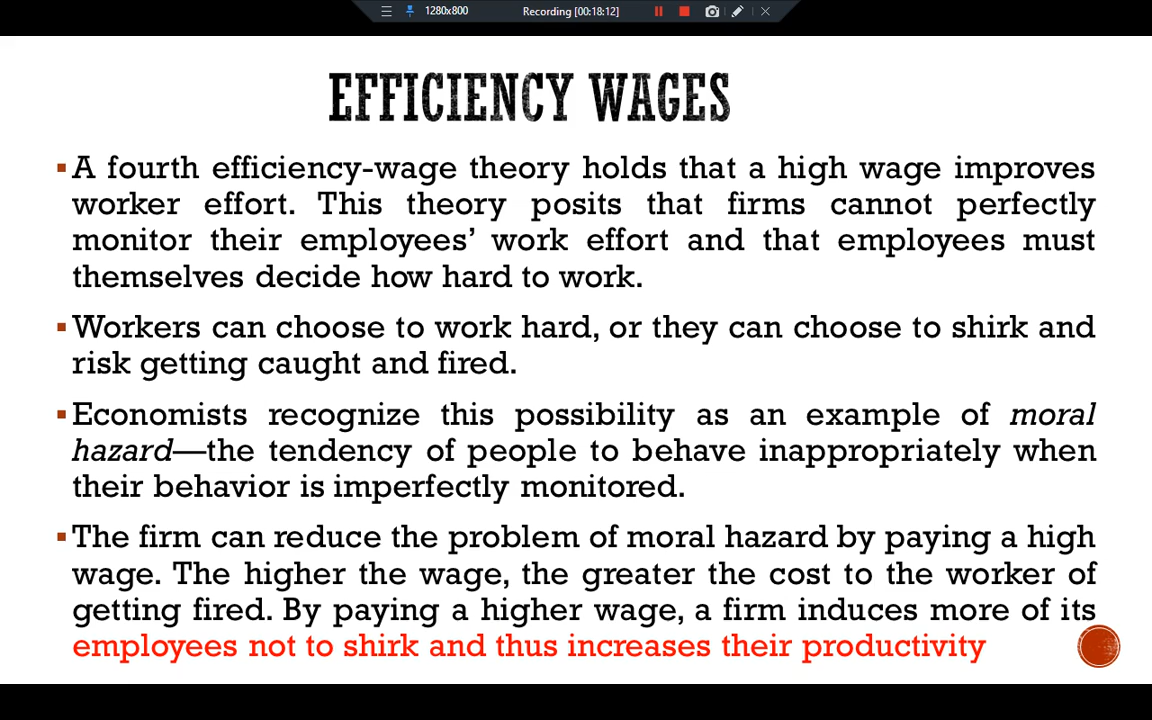 1280x800 Recording [00:18:12]
EFFICIENCY WAGES
▪A fourth efficiency-wage theory holds that a high wage improves
worker effort. This theory posits that firms cannot perfectly
monitor their employees’ work effort and that employees must
themselves decide how hard to work.
▪Workers can choose to work hard, or they can choose to shirk and
risk getting caught and fired.
▪Economists recognize this possibility as an example of moral
hazard—the tendency of people to behave inappropriately when
their behavior is imperfectly monitored.
▪The firm can reduce the problem of moral hazard by paying a high
wage. The higher the wage, the greater the cost to the worker of
getting fired. By paying a higher wage, a firm induces more of its
employees not to shirk and thus increases their productivity